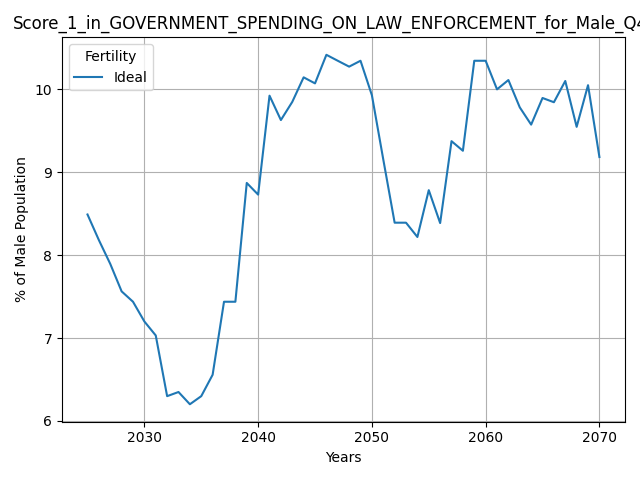 Score_1_in_GOVERNMENT_SPENDING_ON_LAW_ENFORCEMENT_for_Male_Q4
Fertility
Ideal
% of Male Population
10
9
8
7
6
2030 2040 2050 2060 2070
Years